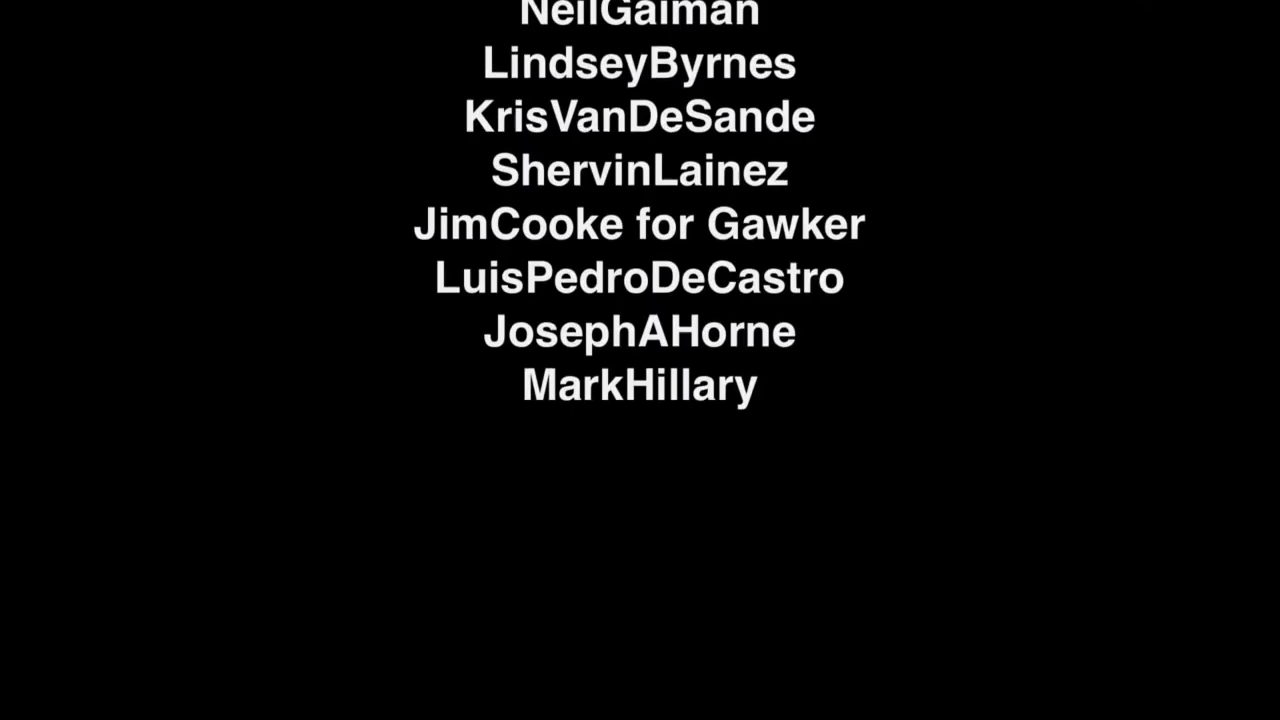 NeilGaiman
LindseyByrnes
KrisVanDeSande
ShervinLainez
JimCooke for Gawker
LuisPedroDeCastro
JosephAHorne
MarkHillary